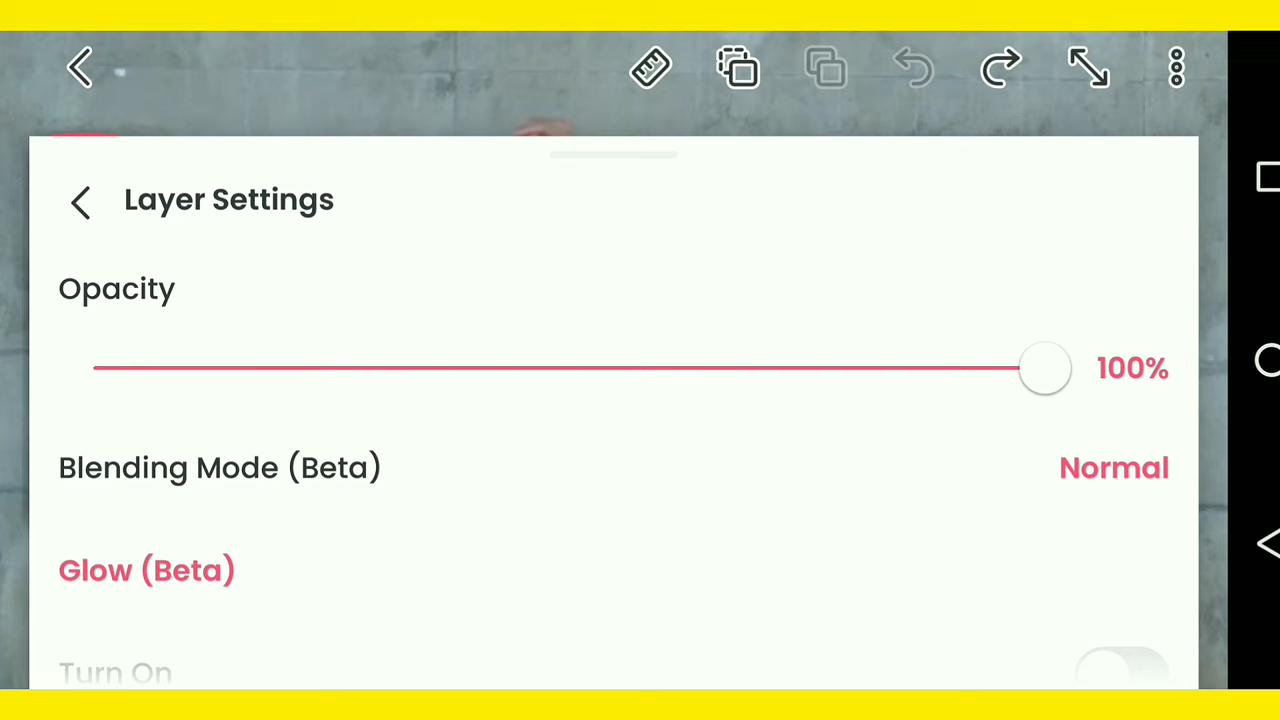 Layer Settings
Opacity
100%
Blending Mode (Beta)
Normal
Glow (Beta)
Turn On